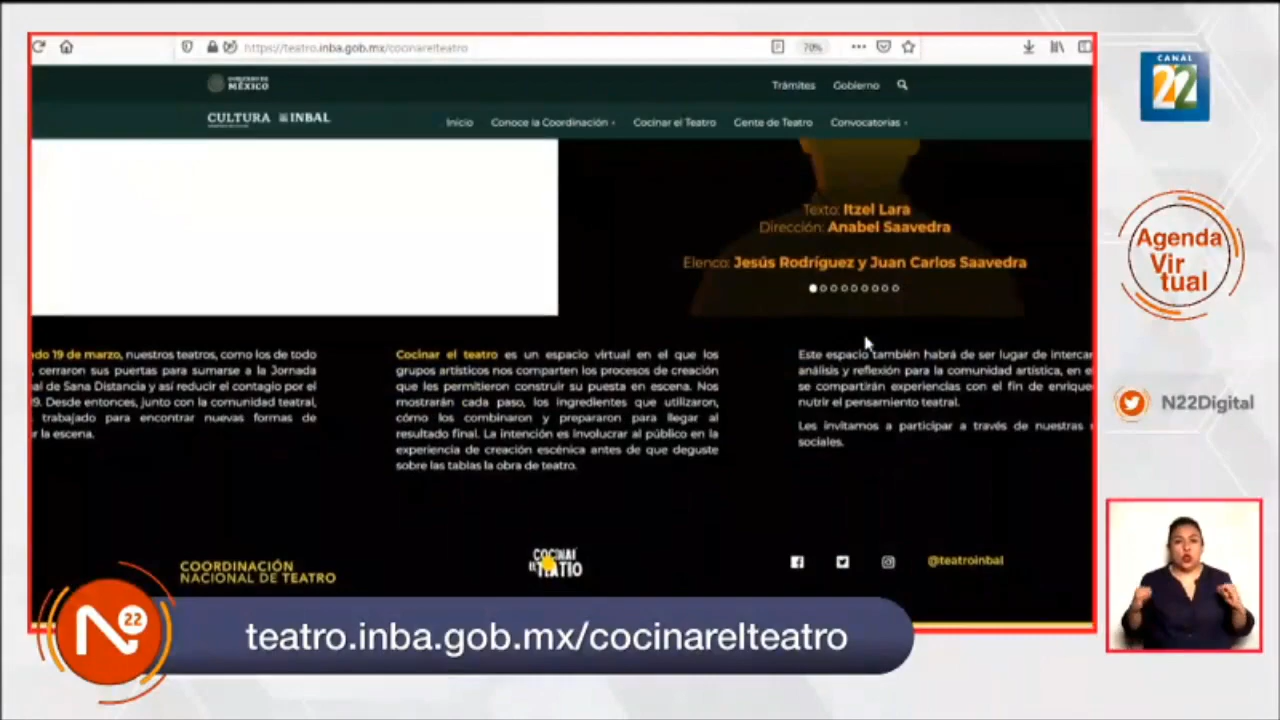 https://teatro.inba.gob.mx/cocinarelteatro
70%
GOBIERNO DE
MÉXICO
Trámites
Gobierno
CULTURA
INBAL
Inicio
Conoce la Coordinación
Cocinar el Teatro
Gente de Teatro
Convocatorias
Texto: Itzel Lara
Dirección: Anabel Saavedra
Elenco: Jesús Rodríguez y Juan Carlos Saavedra
do 19 de marzo, nuestros teatros, como los de todo
, cerraron sus puertas para sumarse a la Jornada
al de Sana Distancia y así reducir el contagio por el
9. Desde entonces, junto con la comunidad teatral,
trabajado para encontrar nuevas formas de
r la escena.
Cocinar el teatro es un espacio virtual en el que los
grupos artísticos nos comparten los procesos de creación
que les permitieron construir su puesta en escena. Nos
mostrarán cada paso, los ingredientes que utilizaron,
cómo los combinaron y prepararon para llegar al
resultado final. La intención es involucrar al público en la
experiencia de creación escénica antes de que deguste
sobre las tablas la obra de teatro.
Este espacio también habrá de ser lugar de intercar
análisis y reflexión para la comunidad artística, en e
se compartirán experiencias con el fin de enrique
nutrir el pensamiento teatral.
Les invitamos a participar a través de nuestras
sociales.
COORDINACIÓN
NACIONAL DE TEATRO
COCINAR
EL TEATRO
@teatroinbal
N22
teatro.inba.gob.mx/cocinarelteatro
CANAL
22
Agenda
Vir
tual
N22Digital